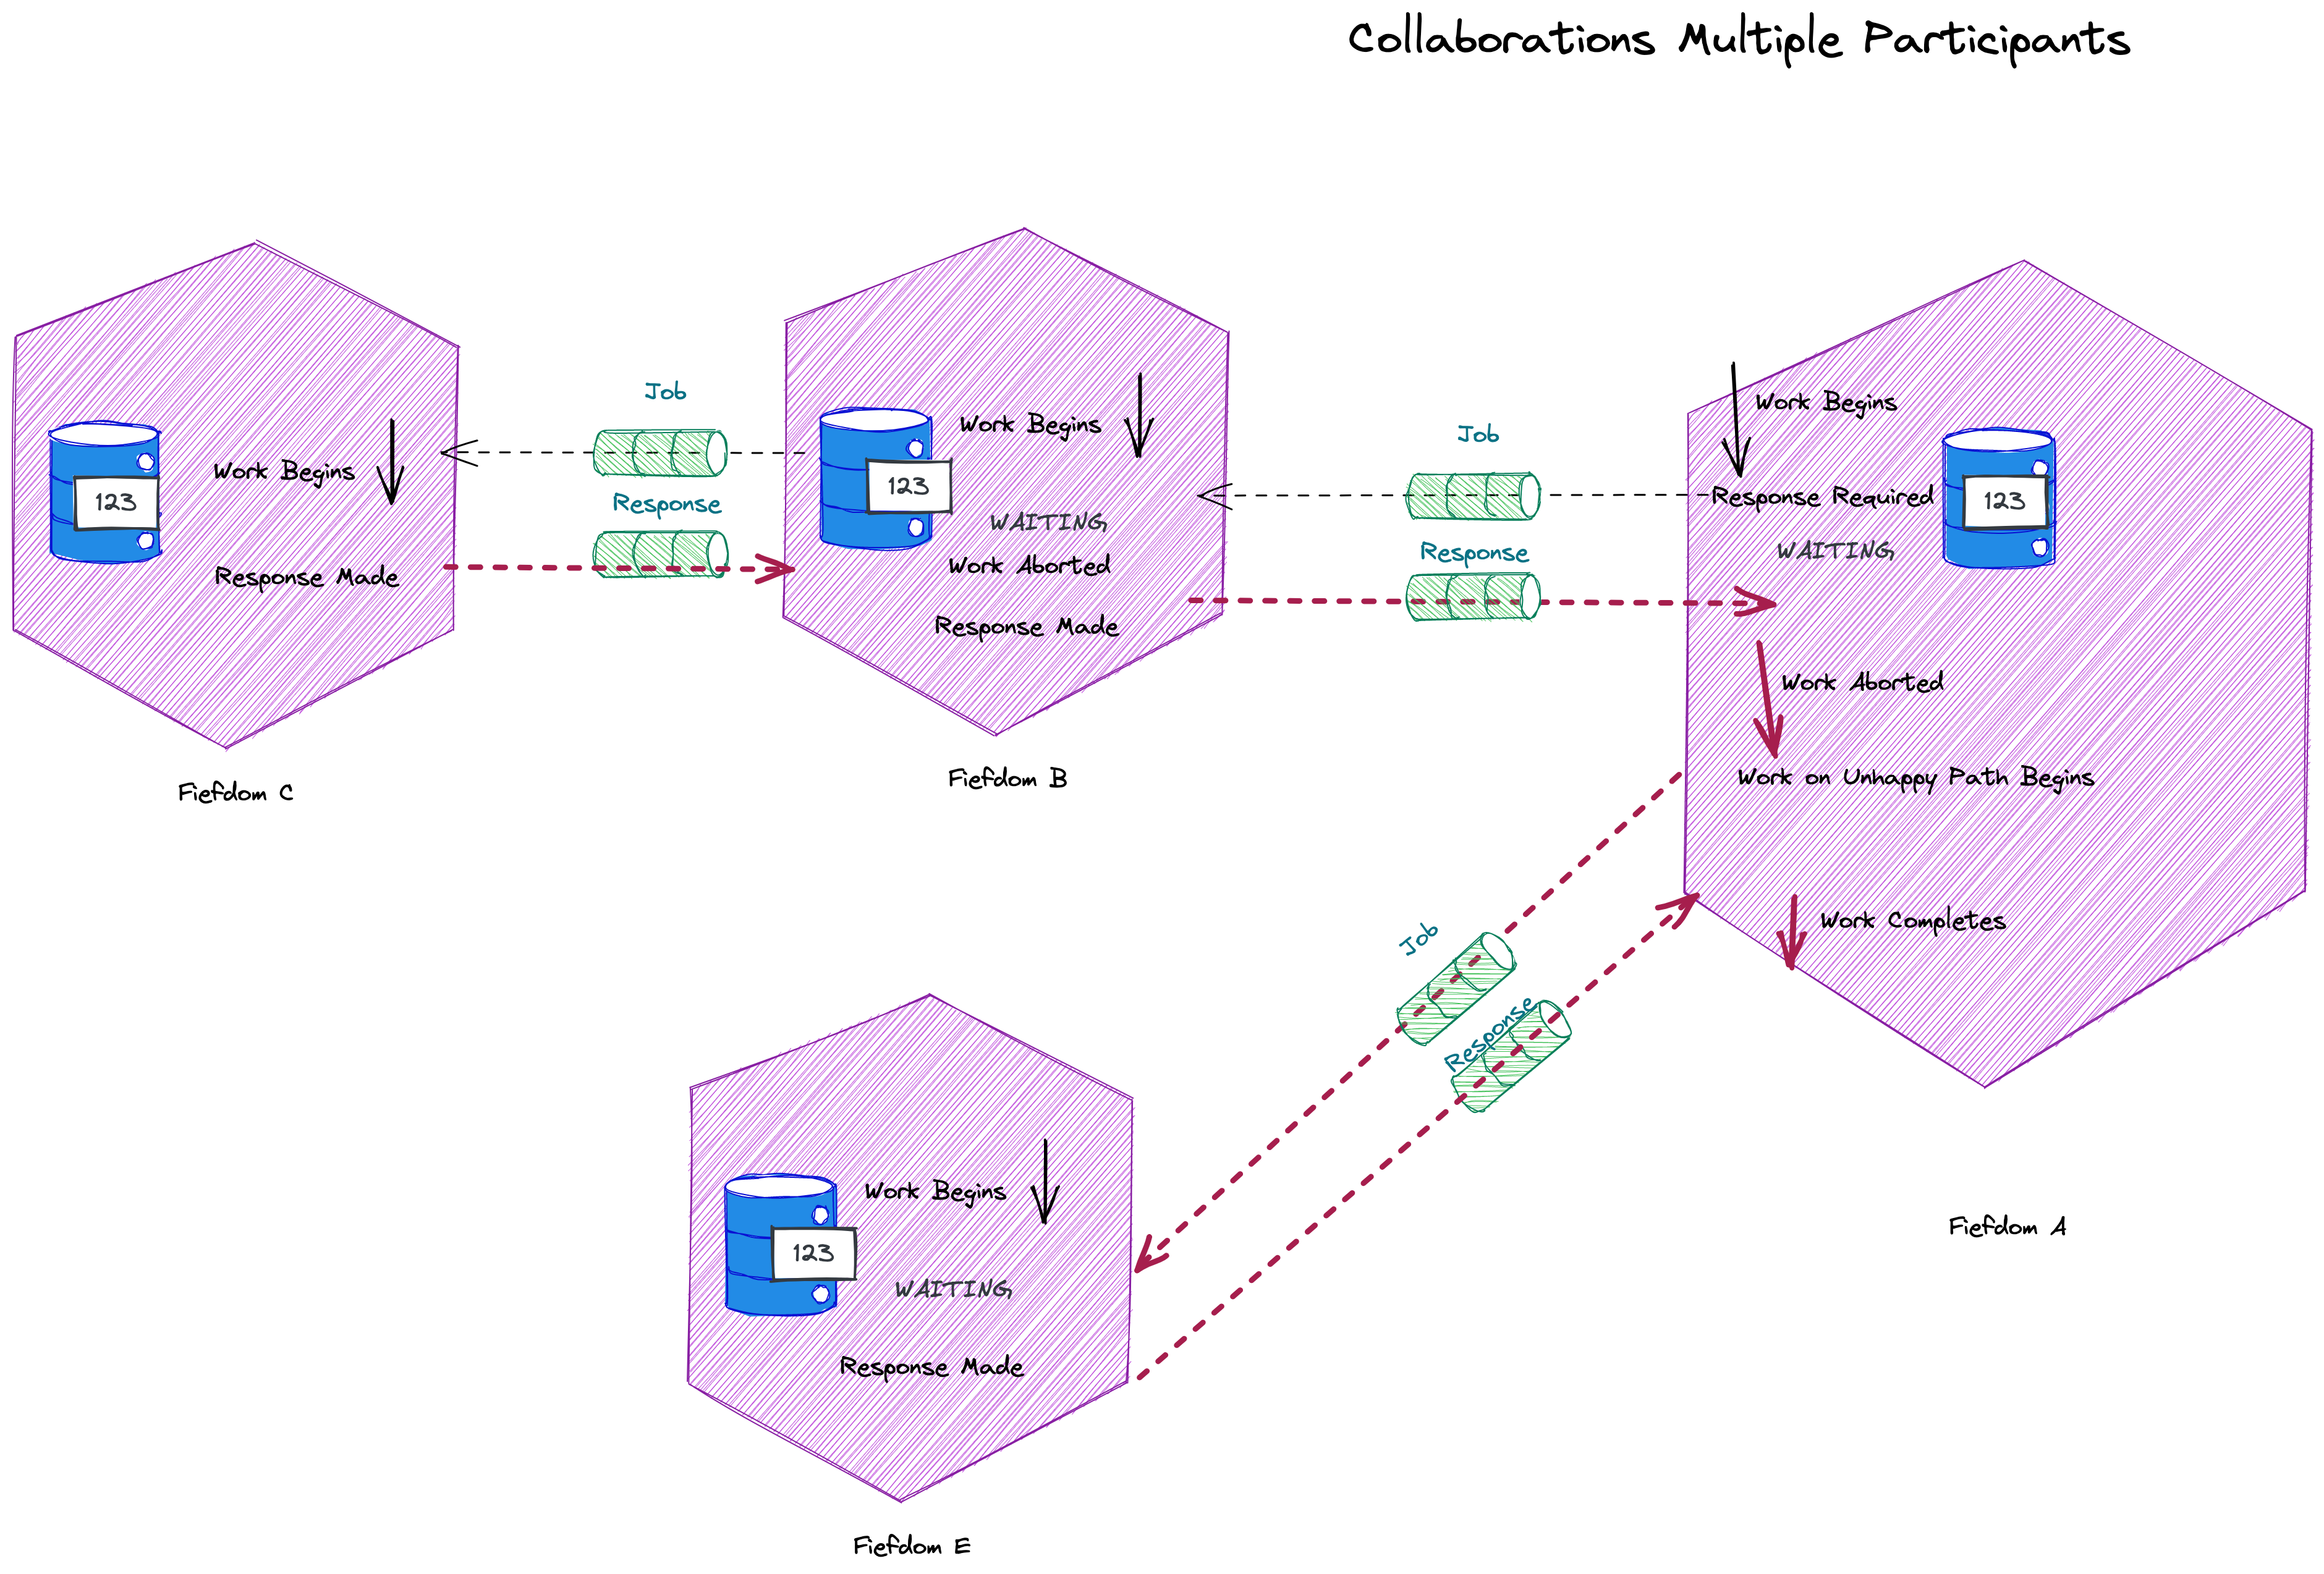 Collaborations Multiple Participants
Work Begins
123
Response Made
Fiefdom C
Job
Response
Work Begins
123
WAITING
Work Aborted
Response Made
Fiefdom B
Job
Response
Work Begins
Response Required
123
WAITING
Work Aborted
Work on Unhappy Path Begins
Work Completes
Fiefdom A
Job
Response
Work Begins
123
WAITING
Response Made
Fiefdom E